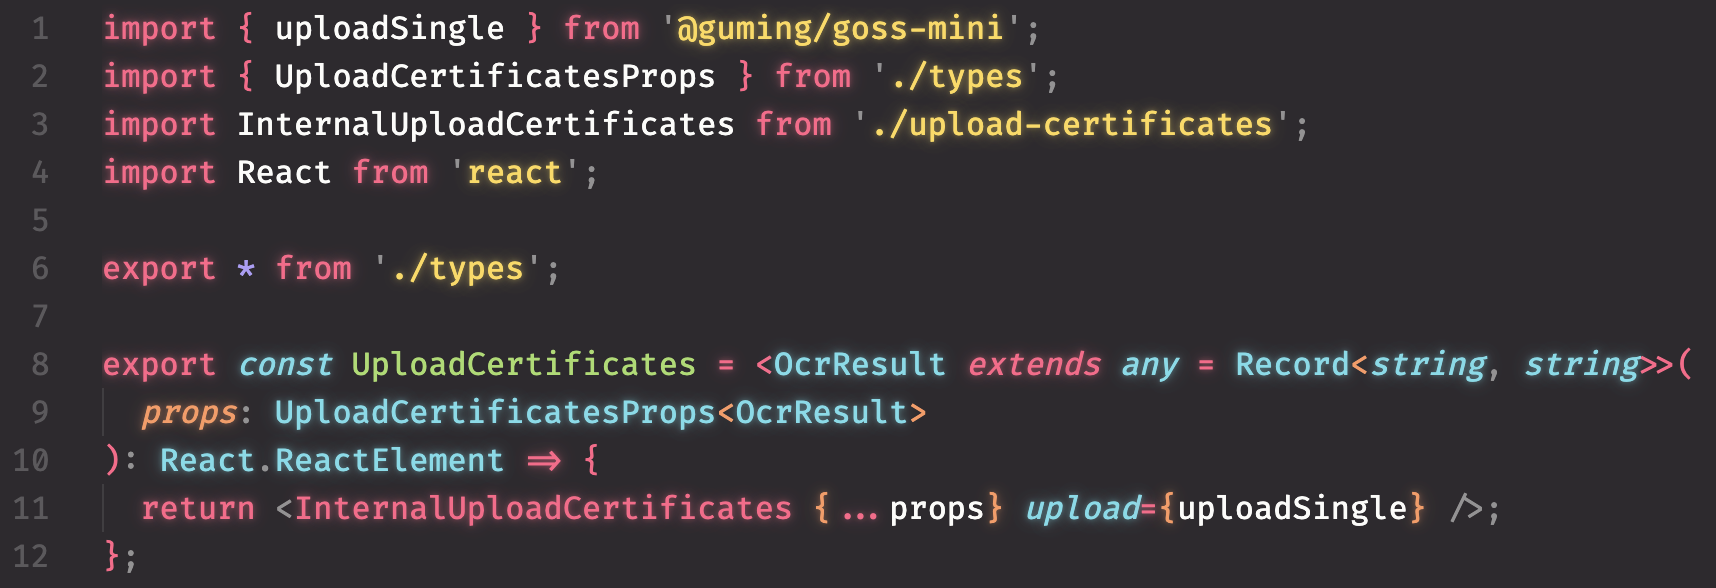 1 import { uploadSingle } from '@guming/goss-mini';
2 import { UploadCertificatesProps } from './types';
3 import InternalUploadCertificates from './upload-certificates';
4 import React from 'react';
5
6 export * from './types';
7
8 export const UploadCertificates = <OcrResult extends any = Record<string, string>>(
9   props: UploadCertificatesProps<OcrResult>
10 ): React.ReactElement => {
11   return <InternalUploadCertificates {...props} upload={uploadSingle} />;
12 };